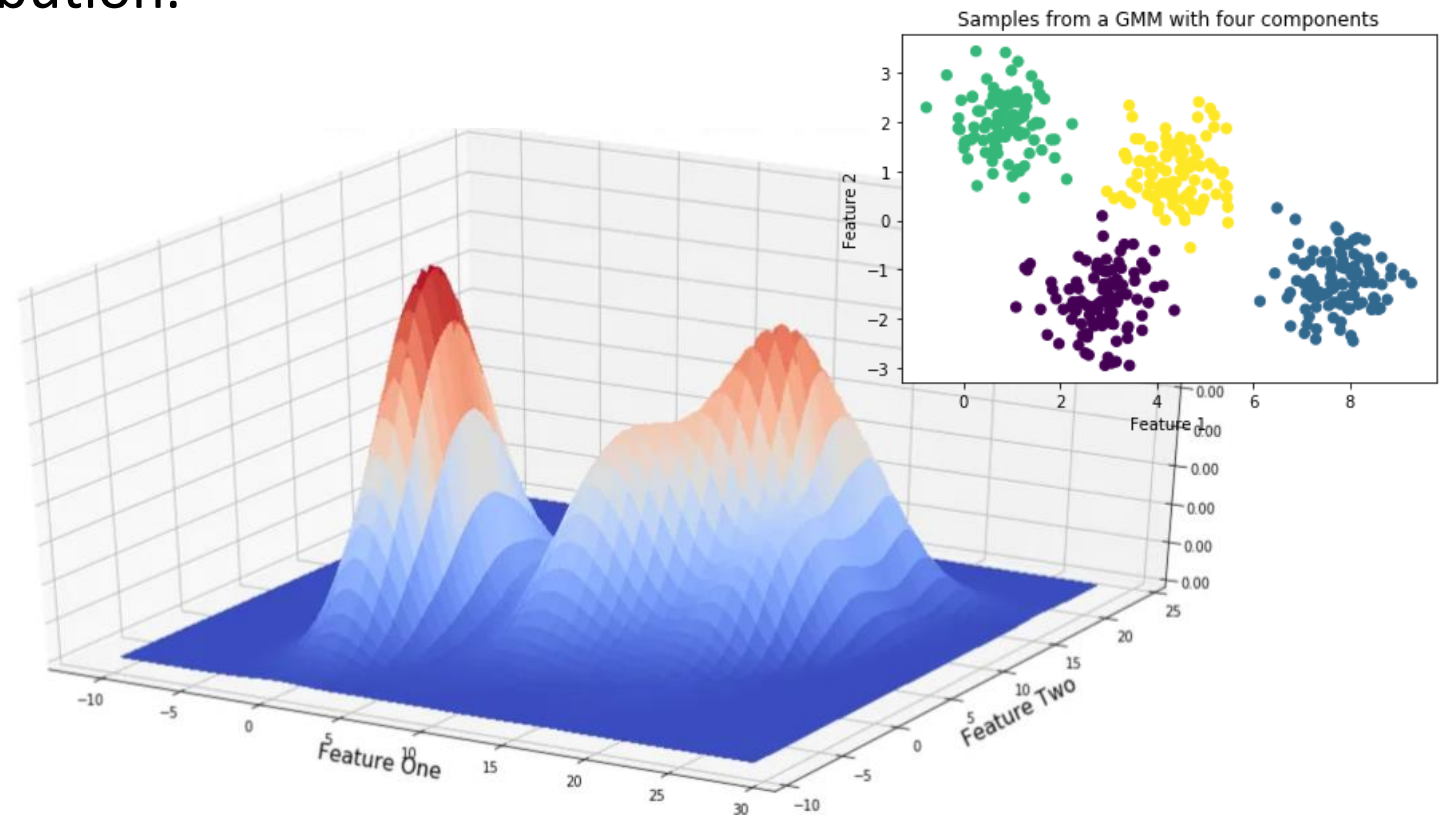 bution.
Samples from a GMM with four components
3
2
1
0
−1
−2
−3
Feature 2
0 2 4 6 8
Feature 1
0.00
0.00
0.00
0.00
0.00
0.00
25
20
15
10
5
0
−5
−10
Feature Two
−10 −5 0 5 10 15 20 25 30
Feature One